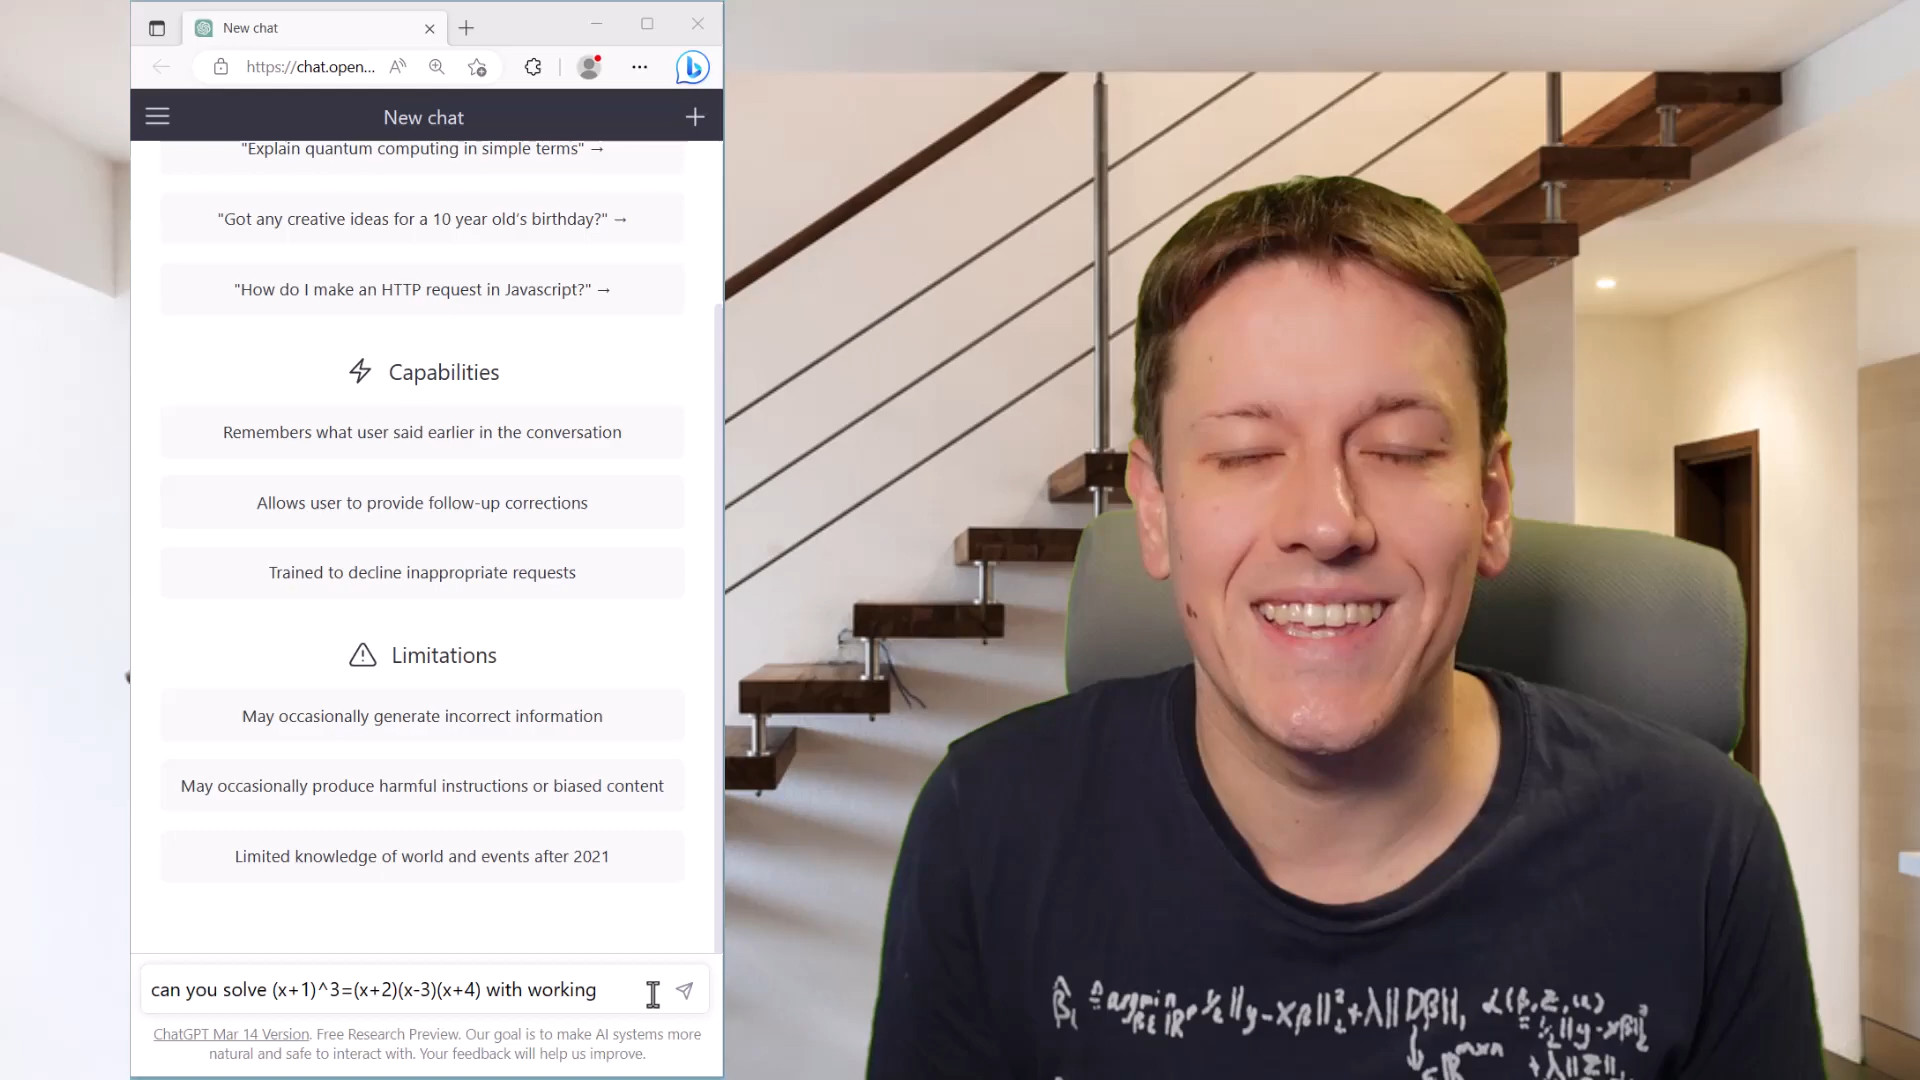 New chat
https://chat.open...
New chat
"Explain quantum computing in simple terms" →
"Got any creative ideas for a 10 year old's birthday?" →
"How do I make an HTTP request in Javascript?" →
Capabilities
Remembers what user said earlier in the conversation
Allows user to provide follow-up corrections
Trained to decline inappropriate requests
Limitations
May occasionally generate incorrect information
May occasionally produce harmful instructions or biased content
Limited knowledge of world and events after 2021
can you solve (x+1)^3=(x+2)(x-3)(x+4) with working
ChatGPT Mar 14 Version. Free Research Preview. Our goal is to make AI systems more
natural and safe to interact with. Your feedback will help us improve.